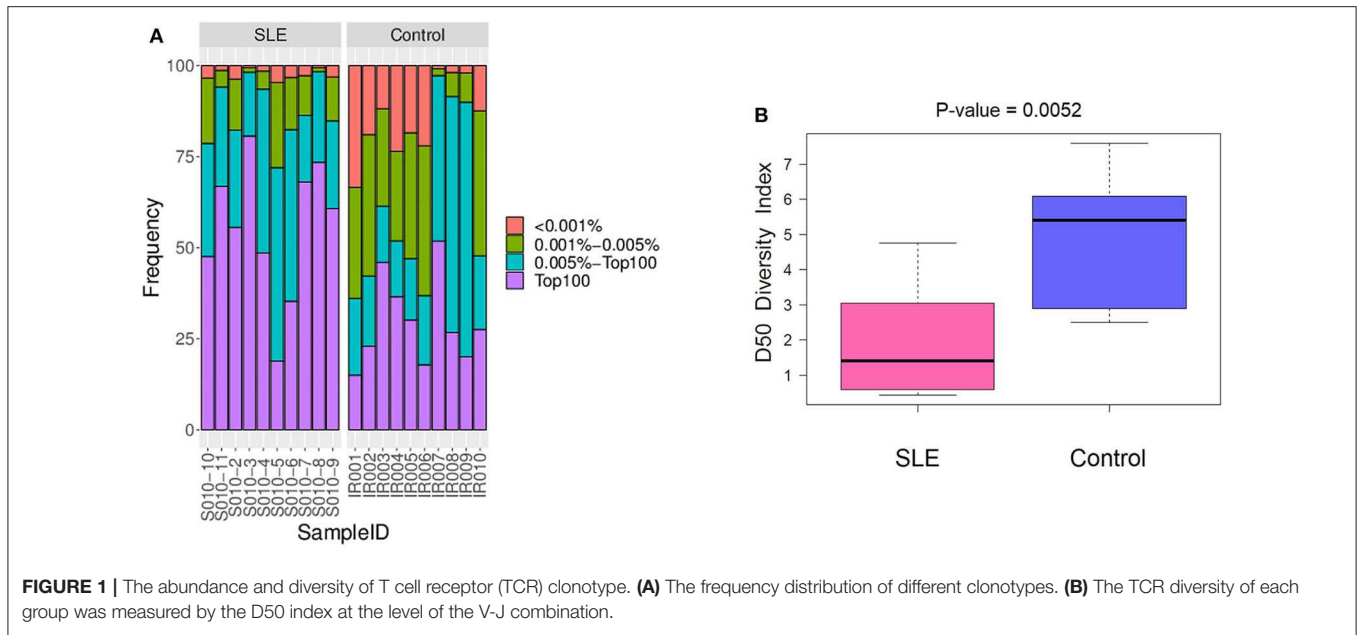 A
SLE
Control
100
75
50
25
0
Frequency
S010-10
S010-11
S010-2
S010-3
S010-4
S010-5
S010-6
S010-7
S010-8
S010-9
IR001
IR002
IR003
IR004
IR005
IR006
IR007
IR008
IR009
IR010
SampleID
<0.001%
0.001%-0.005%
0.005%-Top100
Top100
B
P-value = 0.0052
D50 Diversity Index
7
6
5
4
3
2
1
SLE
Control
FIGURE 1 | The abundance and diversity of T cell receptor (TCR) clonotype. (A) The frequency distribution of different clonotypes. (B) The TCR diversity of each
group was measured by the D50 index at the level of the V-J combination.